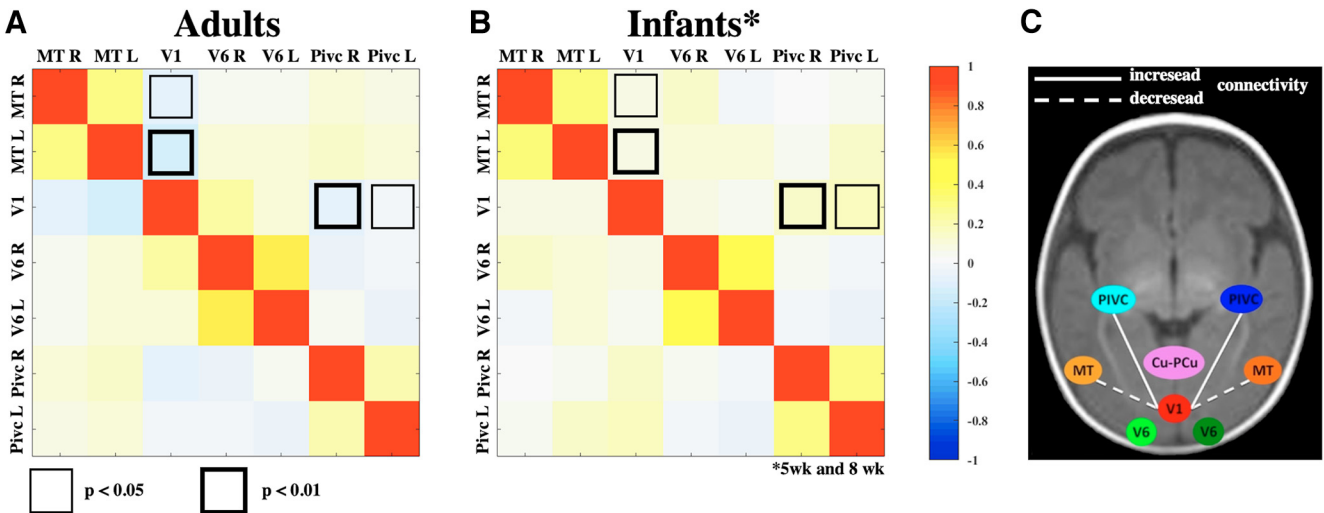 A
Adults
MT R MT L V1 V6 R V6 L Pivc R Pivc L
MT R
MT L
V1
V6 R
V6 L
Pivc R
Pivc L
p < 0.05
p < 0.01
B
Infants*
MT R MT L V1 V6 R V6 L Pivc R Pivc L
MT R
MT L
V1
V6 R
V6 L
Pivc R
Pivc L
*5wk and 8 wk
1
0.8
0.6
0.4
0.2
0
-0.2
-0.4
-0.6
-0.8
-1
C
incresead
connectivity
decresead
PIVC PIVC
Cu-PCu
MT MT
V1
V6 V6